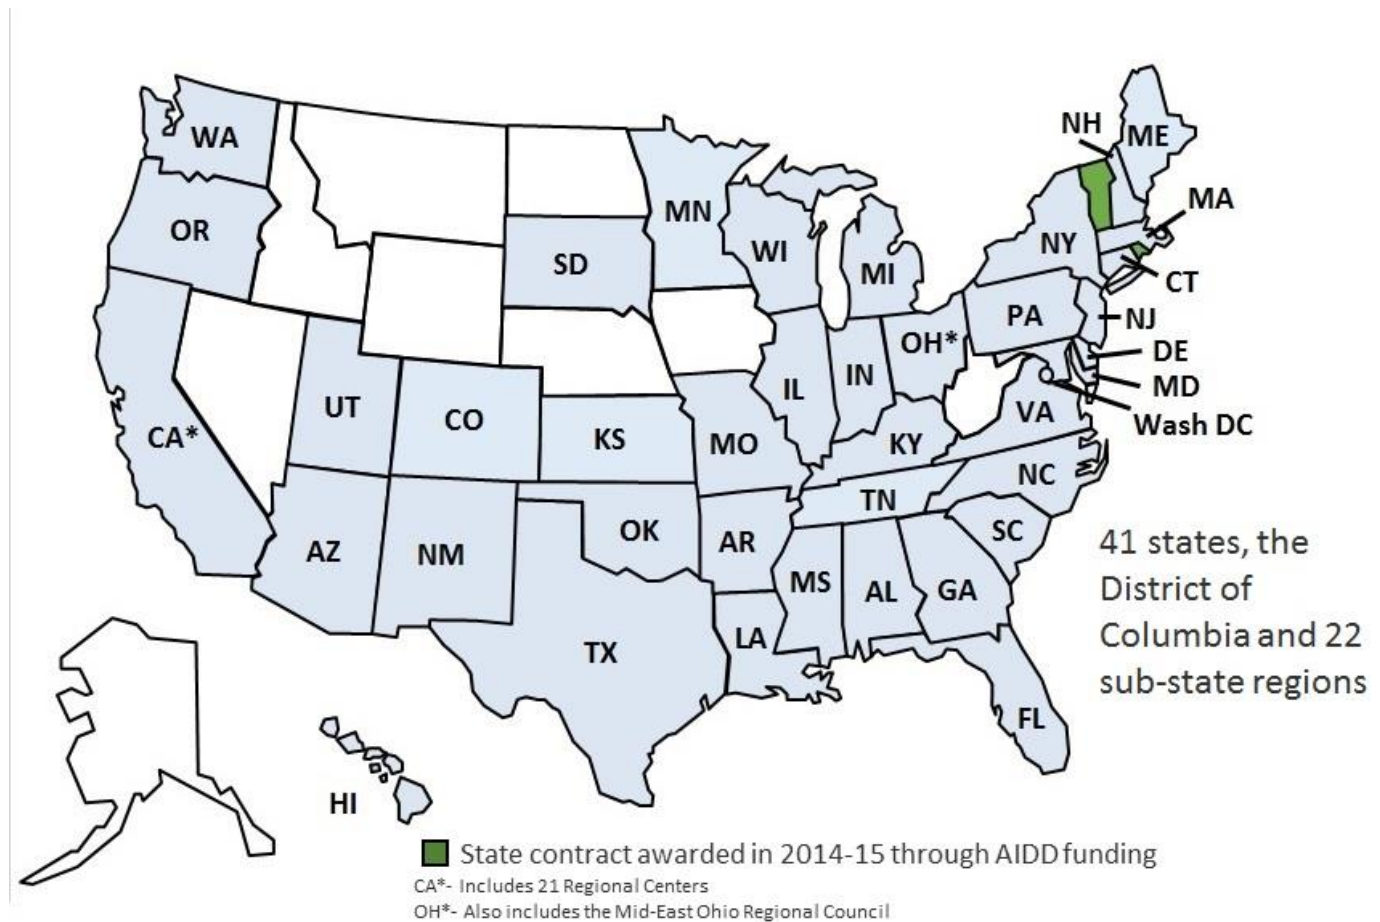 WA
OR
CA*
UT
CO
AZ
NM
SD
KS
OK
TX
MN
WI
MI
IL
IN
OH*
MO
KY
TN
AR
MS
AL
GA
LA
FL
SC
NC
VA
PA
NY
NH
ME
MA
CT
NJ
DE
MD
Wash DC
HI
41 states, the
District of
Columbia and 22
sub-state regions
State contract awarded in 2014-15 through AIDD funding
CA*- Includes 21 Regional Centers
OH*- Also includes the Mid-East Ohio Regional Council